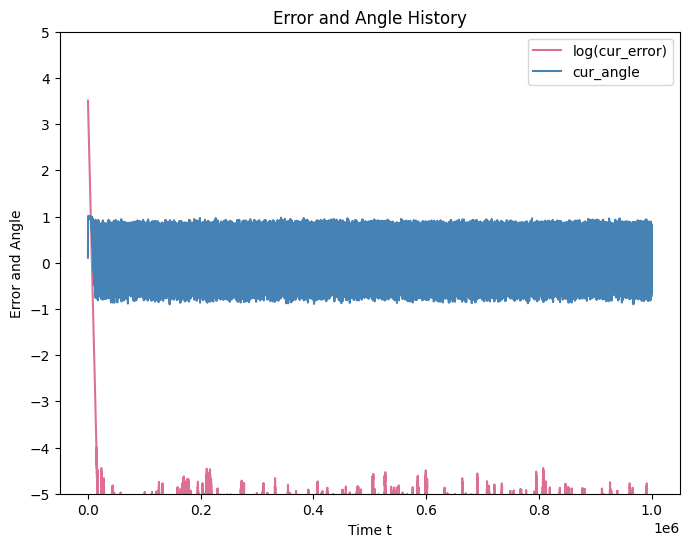 Error and Angle History
log(cur_error)
cur_angle
Error and Angle
5
4
3
2
1
0
−1
−2
−3
−4
−5
0.0 0.2 0.4 0.6 0.8 1.0
1e6
Time t